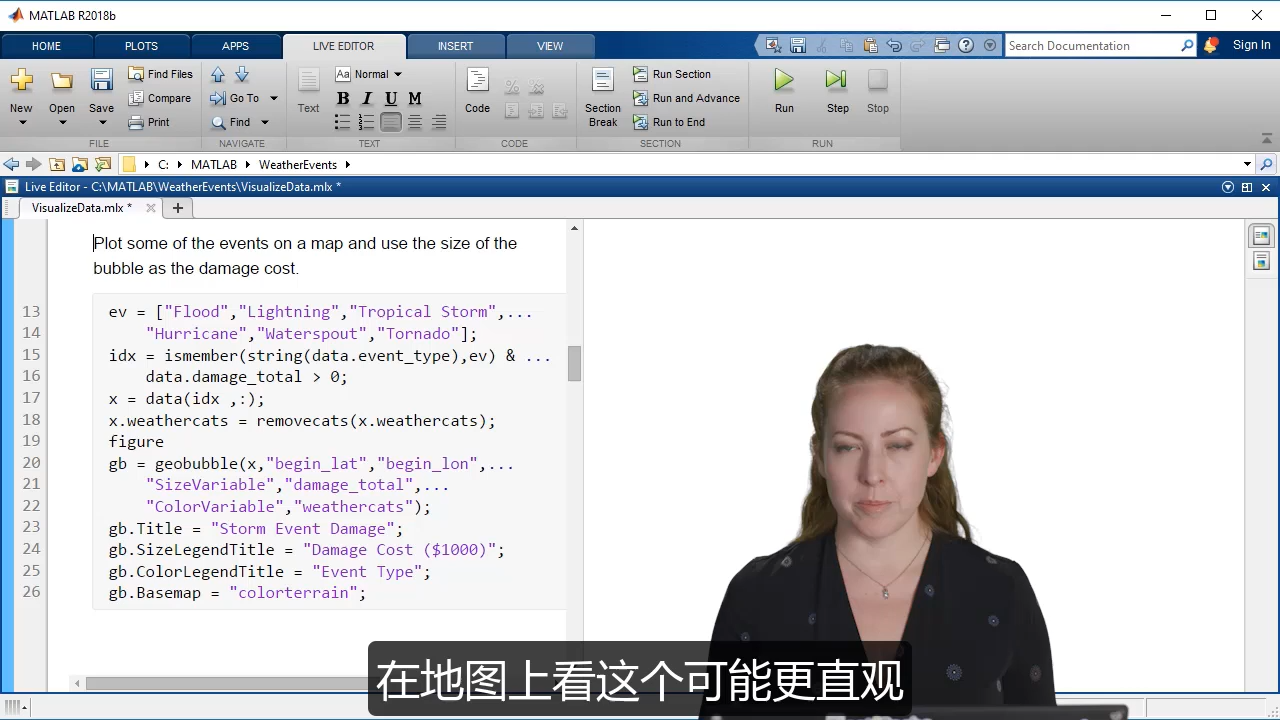 MATLAB R2018b
HOME PLOTS APPS LIVE EDITOR INSERT VIEW
Search Documentation Sign In
New Open Save Find Files Compare Print
Go To Find
Text Normal B I U M
Code
Section Break Run Section Run and Advance Run to End
Run Step Stop
FILE NAVIGATE TEXT CODE SECTION RUN
C: MATLAB WeatherEvents
Live Editor - C:\MATLAB\WeatherEvents\VisualizeData.mlx *
VisualizeData.mlx *
Plot some of the events on a map and use the size of the
bubble as the damage cost.
13 ev = ["Flood","Lightning","Tropical Storm",...
14 "Hurricane","Waterspout","Tornado"];
15 idx = ismember(string(data.event_type),ev) & ...
16 data.damage_total > 0;
17 x = data(idx ,:);
18 x.weathercats = removecats(x.weathercats);
19 figure
20 gb = geobubble(x,"begin_lat","begin_lon",...
21 "SizeVariable","damage_total",...
22 "ColorVariable","weathercats");
23 gb.Title = "Storm Event Damage";
24 gb.SizeLegendTitle = "Damage Cost ($1000)";
25 gb.ColorLegendTitle = "Event Type";
26 gb.Basemap = "colorterrain";
在地图上看这个可能更直观